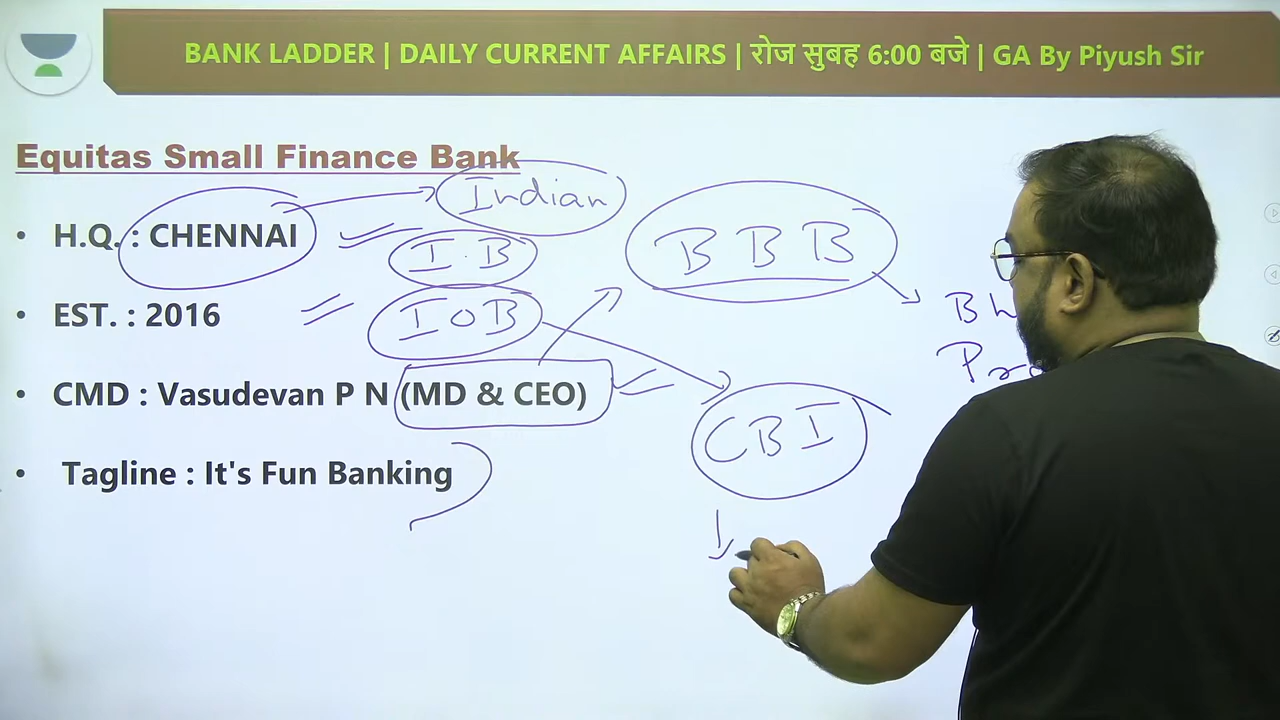 BANK LADDER | DAILY CURRENT AFFAIRS | रोज सुबह 6:00 बजे | GA By Piyush Sir
Equitas Small Finance Bank
Indian
• H.Q. : CHENNAI
I.B
B B B
• EST. : 2016
IOB
• CMD : Vasudevan P N (MD & CEO)
CBI
• Tagline : It's Fun Banking